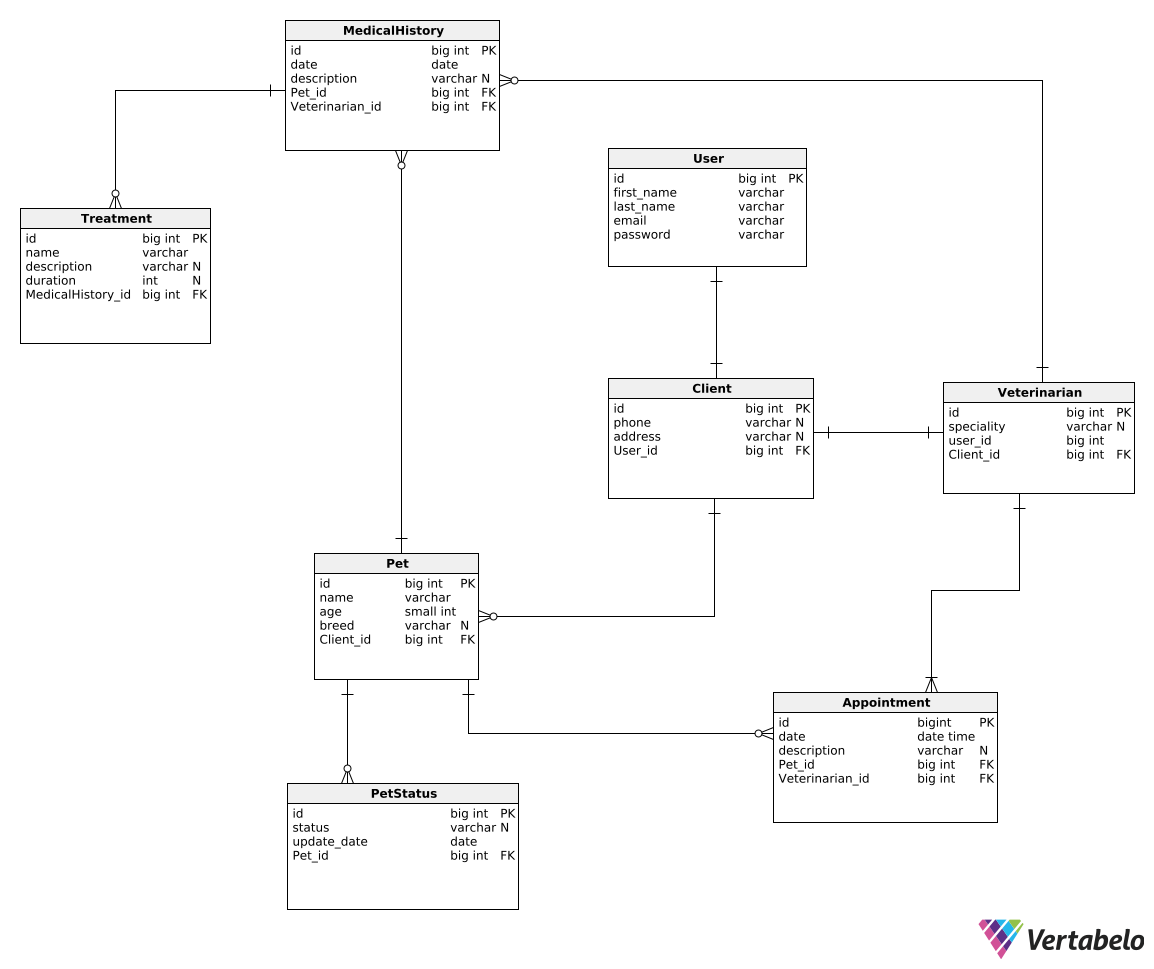 MedicalHistory
id big int PK
date date
description varchar N
Pet_id big int FK
Veterinarian_id big int FK
User
id big int PK
first_name varchar
last_name varchar
email varchar
password varchar
Treatment
id big int PK
name varchar
description varchar N
duration int N
MedicalHistory_id big int FK
Client
id big int PK
phone varchar N
address varchar N
User_id big int FK
Veterinarian
id big int PK
speciality varchar N
user_id big int
Client_id big int FK
Pet
id big int PK
name varchar
age small int
breed varchar N
Client_id big int FK
Appointment
id bigint PK
date date time
description varchar N
Pet_id big int FK
Veterinarian_id big int FK
PetStatus
id big int PK
status varchar N
update_date date
Pet_id big int FK
Vertabelo